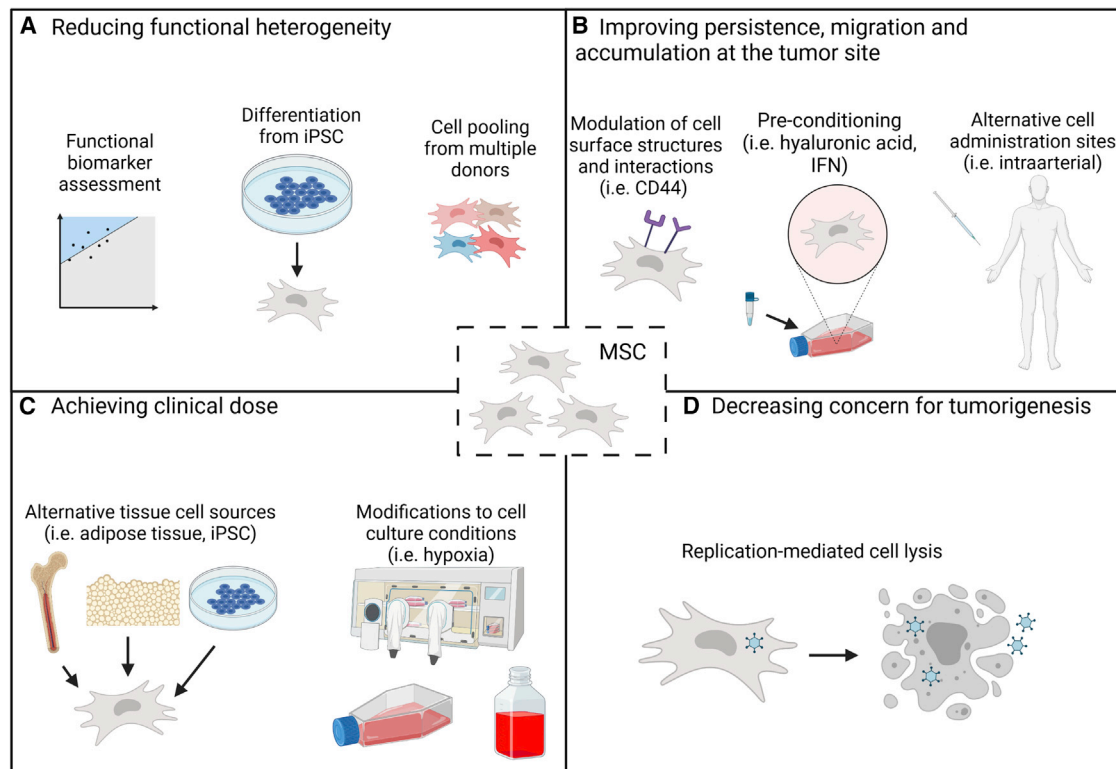 A Reducing functional heterogeneity
Functional
biomarker
assessment
Differentiation
from iPSC
Cell pooling
from multiple
donors
B Improving persistence, migration and
accumulation at the tumor site
Modulation of cell
surface structures
and interactions
(i.e. CD44)
Pre-conditioning
(i.e. hyaluronic acid,
IFN)
Alternative cell
administration sites
(i.e. intraarterial)
MSC
C Achieving clinical dose
Alternative tissue cell sources
(i.e. adipose tissue, iPSC)
Modifications to cell
culture conditions
(i.e. hypoxia)
D Decreasing concern for tumorigenesis
Replication-mediated cell lysis